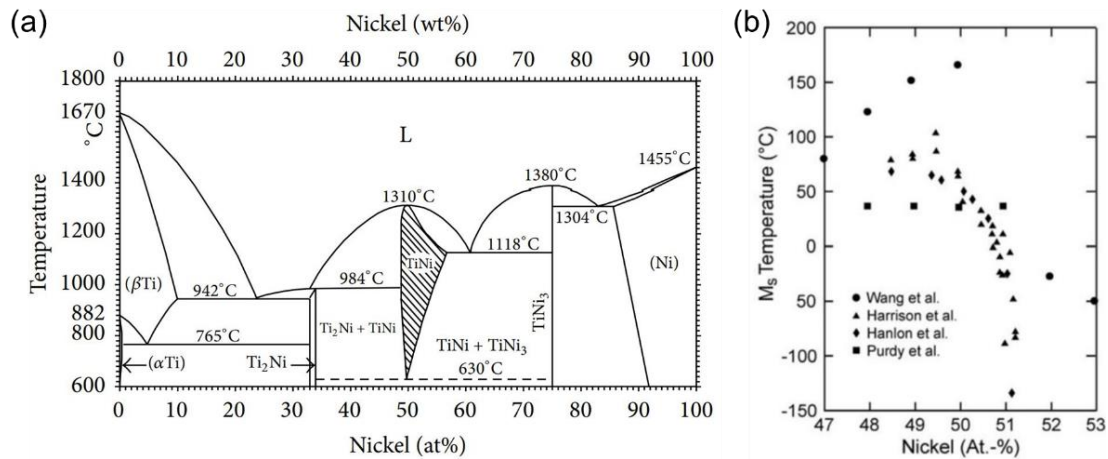 (a)
Nickel (wt%)
0 10 20 30 40 50 60 70 80 90 100
Temperature °C
1800
1670
1400
1200
1000
882
800
600
L
1455°C
1380°C
1310°C
1304°C
TiNi
1118°C
(βTi)
984°C
942°C
(Ni)
TiNi₃
Ti₂Ni + TiNi
TiNi + TiNi₃
765°C
630°C
(αTi)
Ti₂Ni
0 10 20 30 40 50 60 70 80 90 100
Nickel (at%)
(b)
Mₛ Temperature (°C)
200
150
100
50
0
50
-100
-150
Wang et al.
Harrison et al.
Hanlon et al.
Purdy et al.
47 48 49 50 51 52 53
Nickel (At.-%)